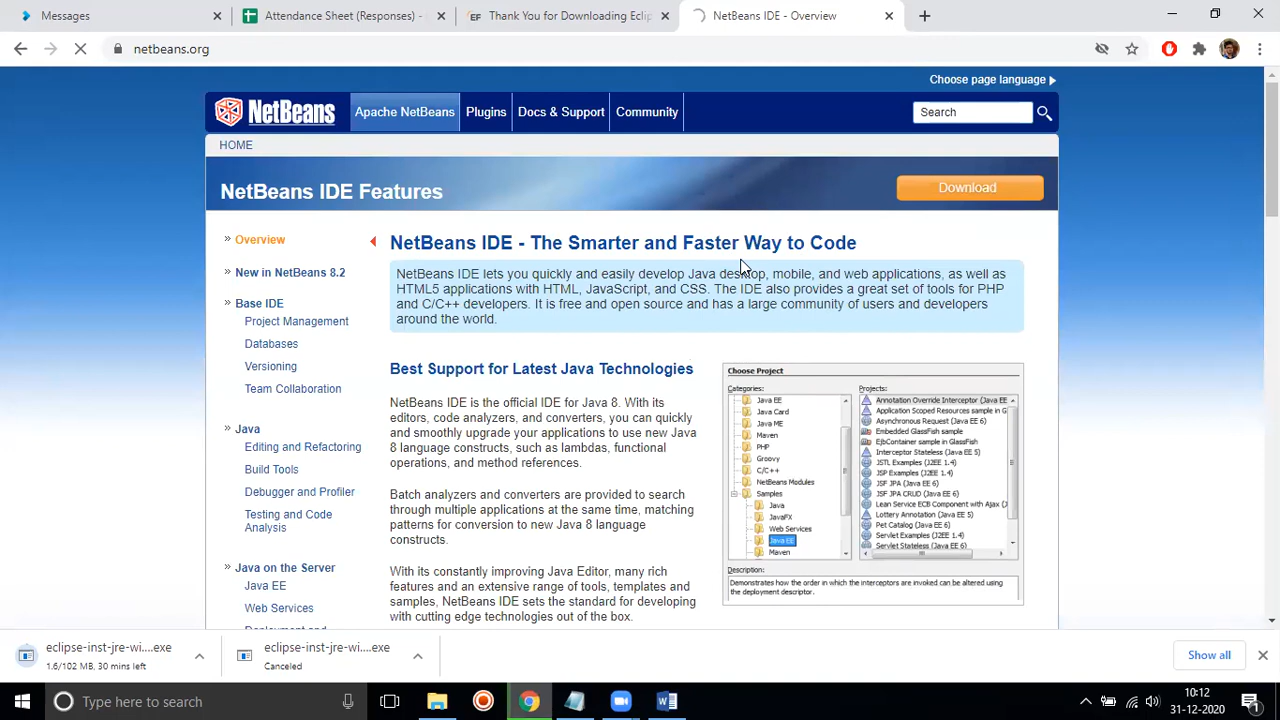 Messages
Attendance Sheet (Responses) -
Thank You for Downloading Eclip
NetBeans IDE - Overview
netbeans.org
Choose page language
NetBeans
Apache NetBeans
Plugins
Docs & Support
Community
Search
HOME
NetBeans IDE Features
Download
Overview
New in NetBeans 8.2
Base IDE
Project Management
Databases
Versioning
Team Collaboration
Java
Editing and Refactoring
Build Tools
Debugger and Profiler
Testing and Code
Analysis
Java on the Server
Java EE
Web Services
Deployment and
NetBeans IDE - The Smarter and Faster Way to Code
NetBeans IDE lets you quickly and easily develop Java desktop, mobile, and web applications, as well as
HTML5 applications with HTML, JavaScript, and CSS. The IDE also provides a great set of tools for PHP
and C/C++ developers. It is free and open source and has a large community of users and developers
around the world.
Best Support for Latest Java Technologies
NetBeans IDE is the official IDE for Java 8. With its
editors, code analyzers, and converters, you can quickly
and smoothly upgrade your applications to use new Java
8 language constructs, such as lambdas, functional
operations, and method references.
Batch analyzers and converters are provided to search
through multiple applications at the same time, matching
patterns for conversion to new Java 8 language
constructs.
With its constantly improving Java Editor, many rich
features and an extensive range of tools, templates and
samples, NetBeans IDE sets the standard for developing
with cutting edge technologies out of the box.
Choose Project
Categories:
Java EE
Java Card
Java ME
Maven
PHP
Groovy
C/C++
NetBeans Modules
Samples
Java
JavaFX
Web Services
Java EE
Maven
Projects:
Annotation Override Interceptor (Java EE
Application Scoped Resources sample in G
Asynchronous Request (Java EE 6)
Embedded GlassFish sample
EjbContainer sample in GlassFish
Interceptor Stateless (Java EE 5)
JSTL Examples (J2EE 1.4)
JSP Examples (J2EE 1.4)
JSF JPA (Java EE 6)
JSF JPA CRUD (Java EE 6)
Lean Service ECB Component with Ajax (J
Lottery Annotation (Java EE 5)
Pet Catalog (Java EE 6)
Servlet Examples (J2EE 1.4)
Servlet Stateless (Java EE 6)
Description:
Demonstrates how the order in which the interceptors are invoked can be altered using
the deployment descriptor.
eclipse-inst-jre-wi....exe
1.6/102 MB, 30 mins left
eclipse-inst-jre-wi....exe
Canceled
Show all
Type here to search
10:12
31-12-2020
1